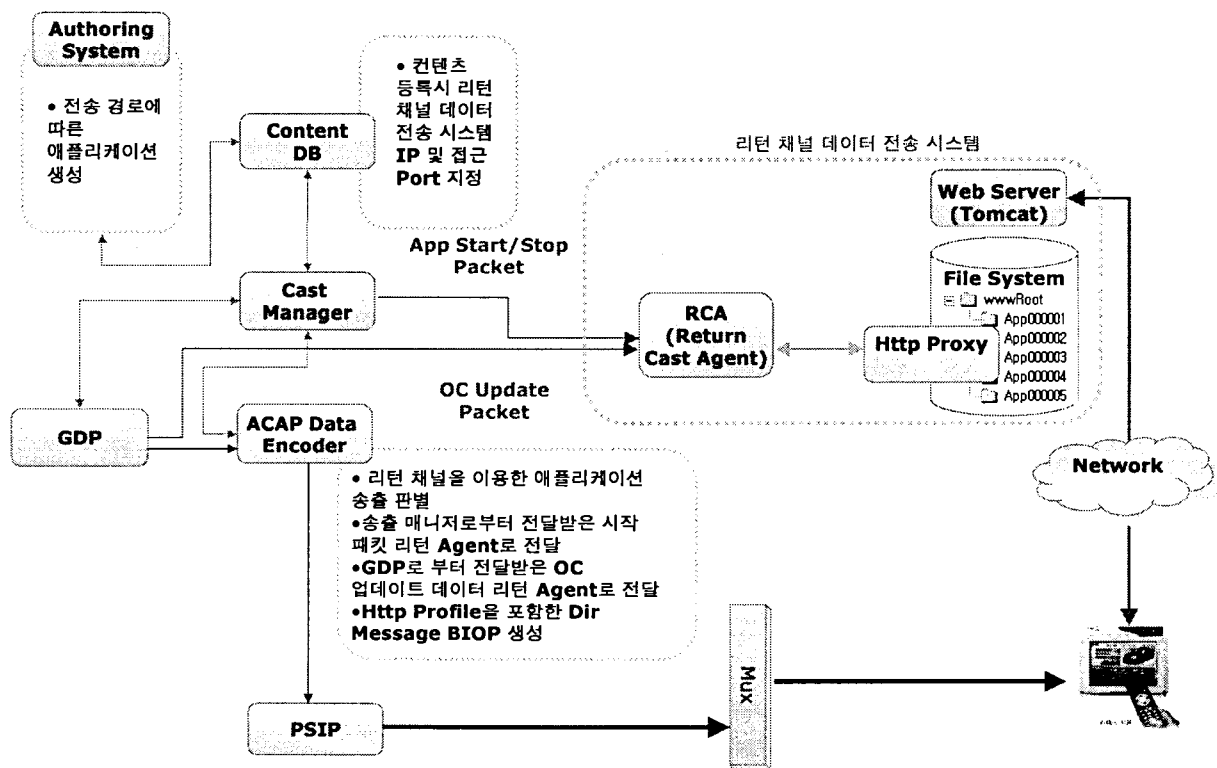 Authoring
System
• 전송 경로에
따른
애플리케이션
생성
Content
DB
• 컨텐츠
등록시 리턴
채널 데이터
전송 시스템
IP 및 접근
Port 지정
리턴 채널 데이터 전송 시스템
Web Server
(Tomcat)
App Start/Stop
Packet
Cast
Manager
RCA
(Return
Cast Agent)
Http Proxy
File System
wwwRoot
App000001
App000002
App000003
App000004
App000005
OC Update
Packet
GDP
ACAP Data
Encoder
Network
• 리턴 채널을 이용한 애플리케이션
송출 판별
•송출 매니저로부터 전달받은 시작
패킷 리턴 Agent로 전달
•GDP로 부터 전달받은 OC
업데이트 데이터 리턴 Agent로 전달
•Http Profile을 포함한 Dir
Message BIOP 생성
Mux
PSIP